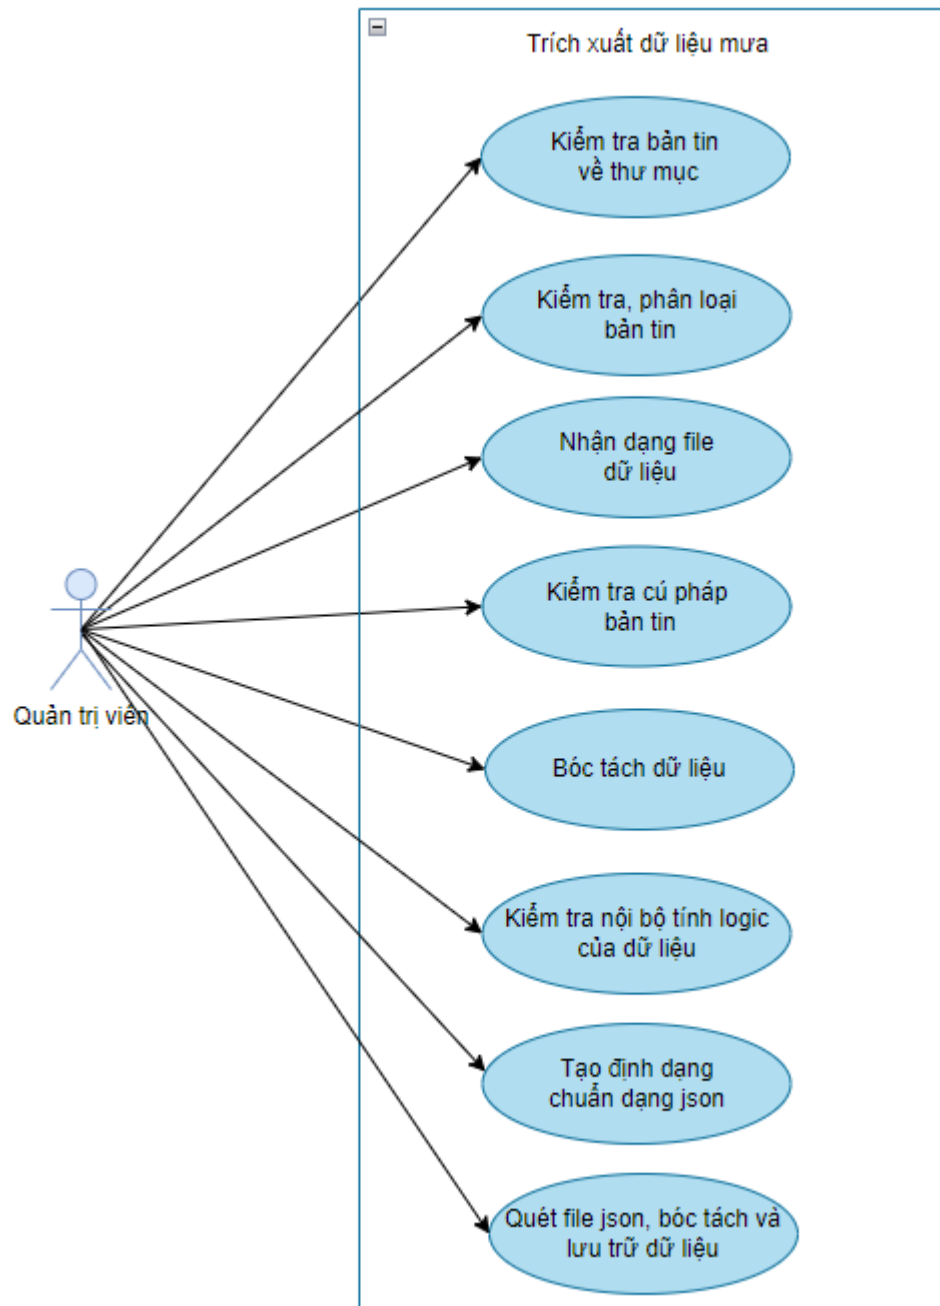 Trích xuất dữ liệu mưa
Kiểm tra bản tin
về thư mục
Kiểm tra, phân loại
bản tin
Nhận dạng file
dữ liệu
Kiểm tra cú pháp
bản tin
Quản trị viên
Bóc tách dữ liệu
Kiểm tra nội bộ tính logic
của dữ liệu
Tạo định dạng
chuẩn dạng json
Quét file json, bóc tách và
lưu trữ dữ liệu